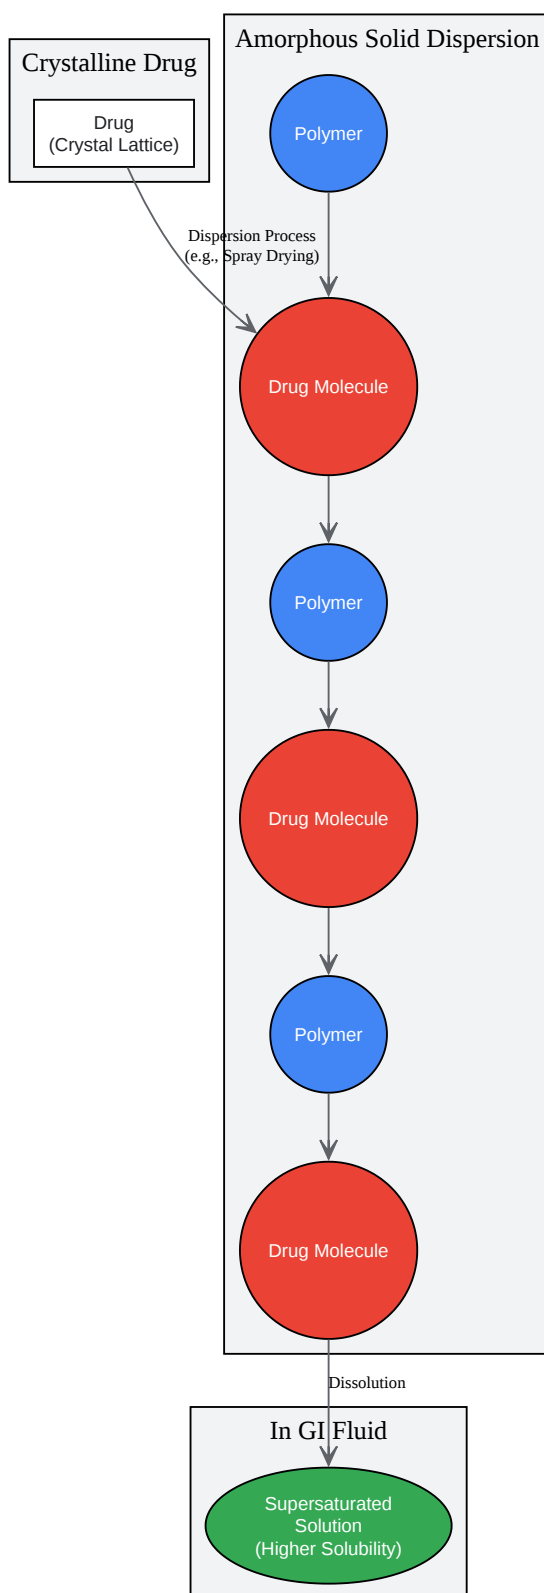 Amorphous Solid Dispersion
Crystalline Drug
Drug
(Crystal Lattice)
Polymer
Dispersion Process
(e.g., Spray Drying)
Drug Molecule
Polymer
Drug Molecule
Polymer
Drug Molecule
Dissolution
In GI Fluid
Supersaturated
Solution
(Higher Solubility)